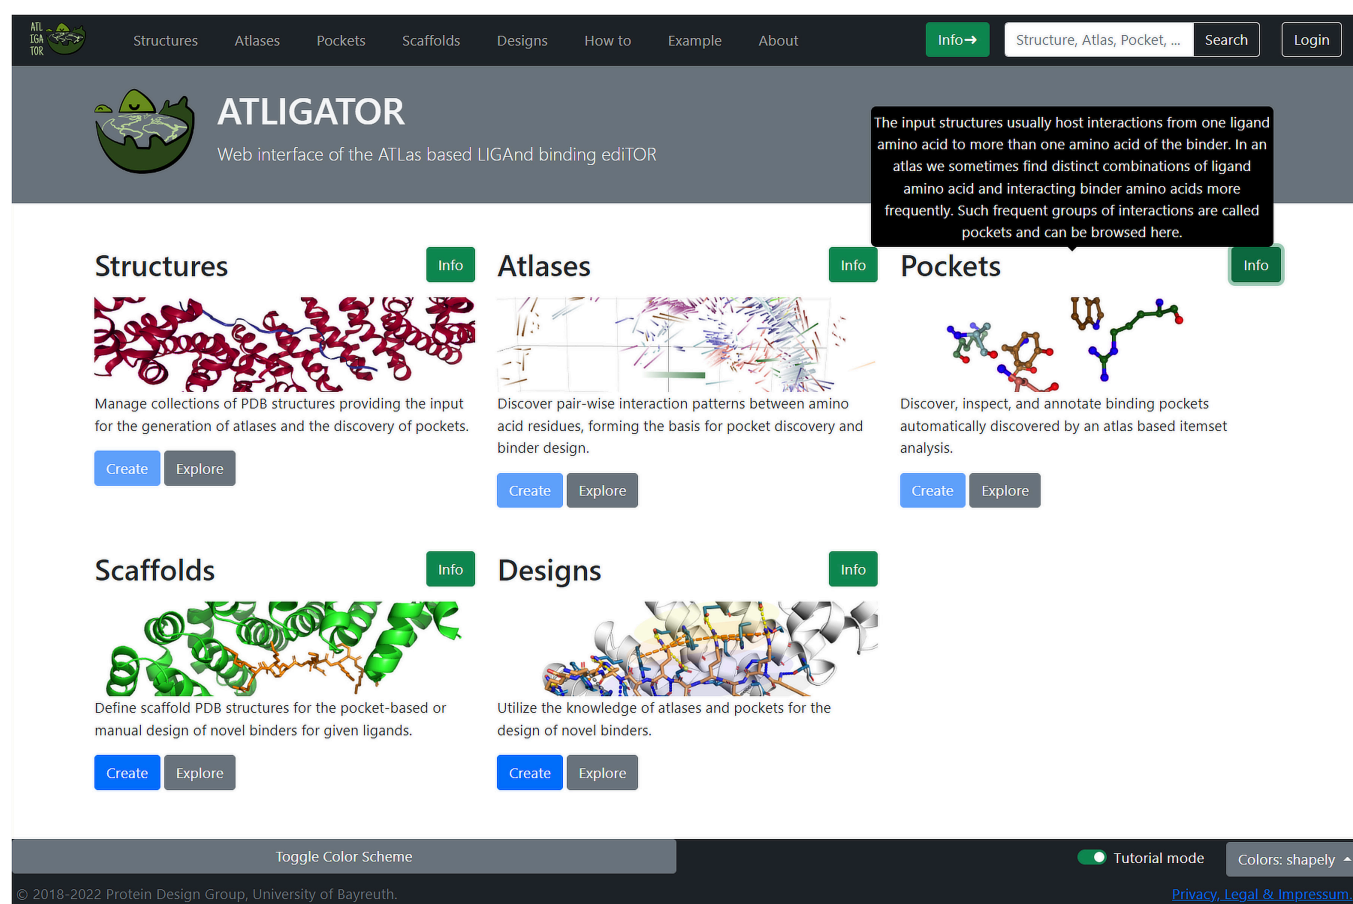 ATL
IGA
TOR
Structures Atlases Pockets Scaffolds Designs How to Example About Info➔ Structure, Atlas, Pocket, ... Search Login
ATLIGATOR
Web interface of the ATLas based LIGAnd binding ediTOR
The input structures usually host interactions from one ligand
amino acid to more than one amino acid of the binder. In an
atlas we sometimes find distinct combinations of ligand
amino acid and interacting binder amino acids more
frequently. Such frequent groups of interactions are called
pockets and can be browsed here.
Structures Info
Manage collections of PDB structures providing the input
for the generation of atlases and the discovery of pockets.
Create Explore
Atlases Info
Discover pair-wise interaction patterns between amino
acid residues, forming the basis for pocket discovery and
binder design.
Create Explore
Pockets Info
Discover, inspect, and annotate binding pockets
automatically discovered by an atlas based itemset
analysis.
Create Explore
Scaffolds Info
Define scaffold PDB structures for the pocket-based or
manual design of novel binders for given ligands.
Create Explore
Designs Info
Utilize the knowledge of atlases and pockets for the
design of novel binders.
Create Explore
Toggle Color Scheme Tutorial mode Colors: shapely
© 2018-2022 Protein Design Group, University of Bayreuth. Privacy, Legal & Impressum.